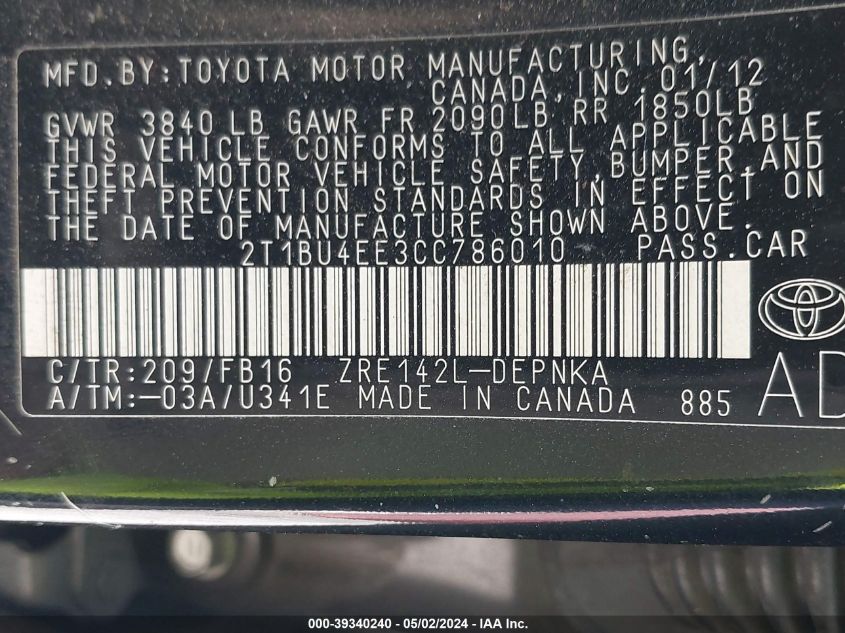 MFD.BY:TOYOTA MOTOR MANUFACTURING,
CANADA,INC.01/12
GVWR 3840 LB GAWR FR 2090LB RR 1850LB
THIS VEHICLE CONFORMS TO ALL APPLICABLE
FEDERAL MOTOR VEHICLE SAFETY,BUMPER,AND
THEFT PREVENTION STANDARDS IN EFFECT ON
THE DATE OF MANUFACTURE SHOWN ABOVE.
2T1BU4EE3CC786010 PASS.CAR
C/TR:209/FB16 ZRE142L-DEPNKA
A/TM:-03A/U341E MADE IN CANADA 885 AD
000-39340240 - 05/02/2024 - IAA Inc.